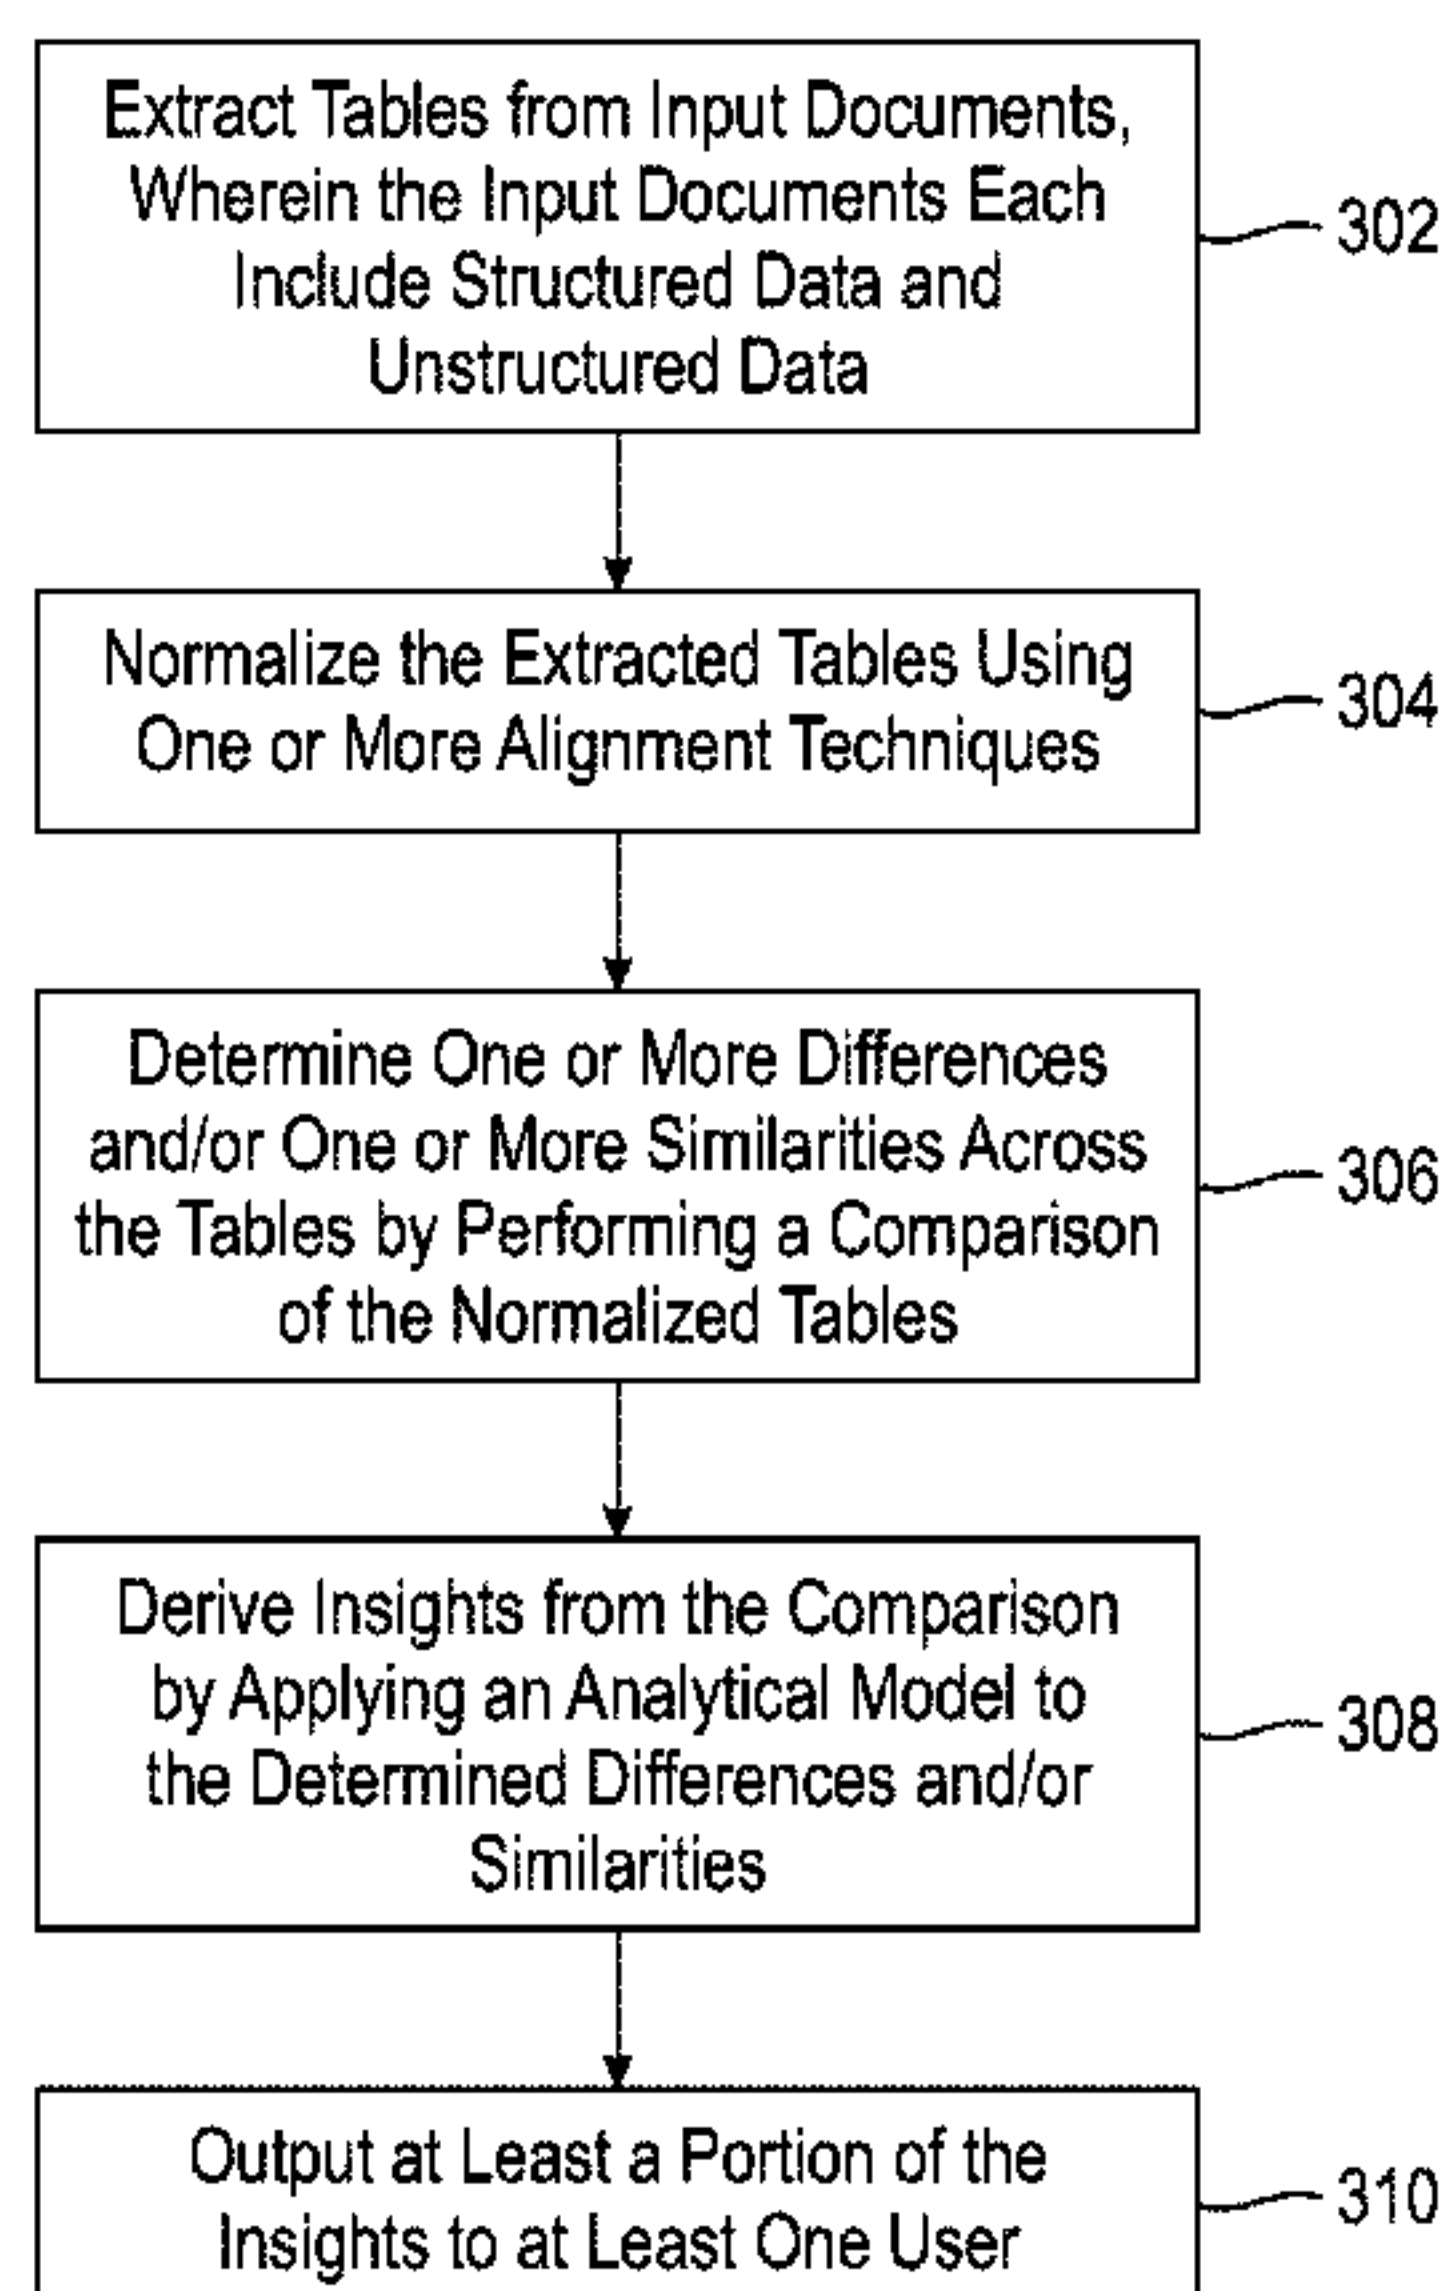 Extract Tables from Input Documents,
Wherein the Input Documents Each
Include Structured Data and
Unstructured Data
302
Normalize the Extracted Tables Using
One or More Alignment Techniques
304
Determine One or More Differences
and/or One or More Similarities Across
the Tables by Performing a Comparison
of the Normalized Tables
306
Derive Insights from the Comparison
by Applying an Analytical Model to
the Determined Differences and/or
Similarities
308
Output at Least a Portion of the
Insights to at Least One User
310